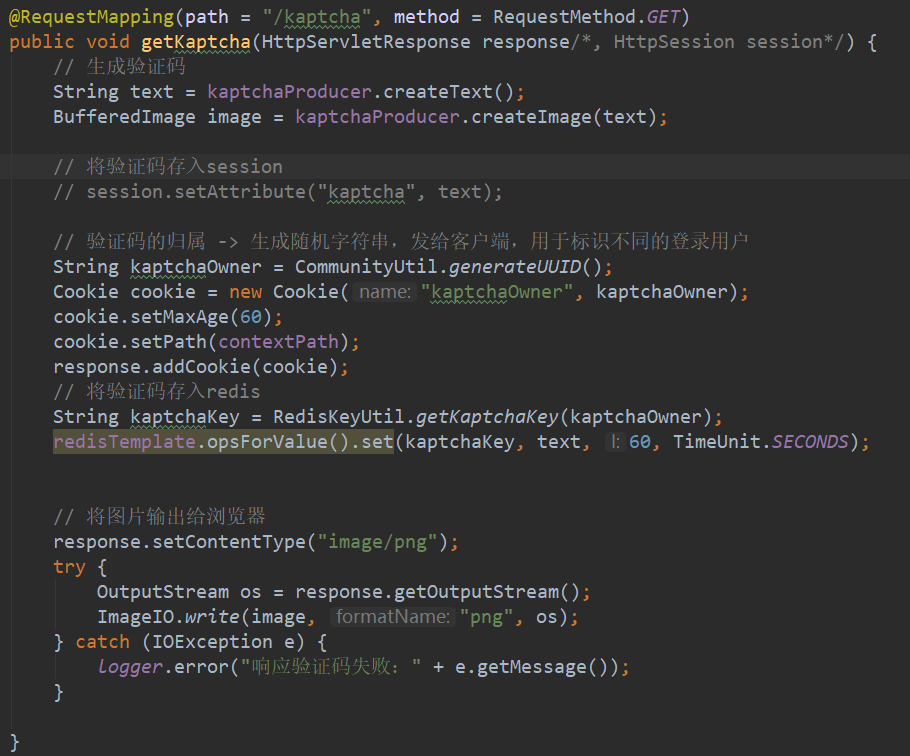 @RequestMapping(path = "/kaptcha", method = RequestMethod.GET)
public void getKaptcha(HttpServletResponse response/*, HttpSession session*/) {
// 生成验证码
String text = kaptchaProducer.createText();
BufferedImage image = kaptchaProducer.createImage(text);
// 将验证码存入session
// session.setAttribute("kaptcha", text);
// 验证码的归属 -> 生成随机字符串，发给客户端，用于标识不同的登录用户
String kaptchaOwner = CommunityUtil.generateUUID();
Cookie cookie = new Cookie( name: "kaptchaOwner", kaptchaOwner);
cookie.setMaxAge(60);
cookie.setPath(contextPath);
response.addCookie(cookie);
// 将验证码存入redis
String kaptchaKey = RedisKeyUtil.getKaptchaKey(kaptchaOwner);
redisTemplate.opsForValue().set(kaptchaKey, text, l: 60, TimeUnit.SECONDS);
// 将图片输出给浏览器
response.setContentType("image/png");
try {
OutputStream os = response.getOutputStream();
ImageIO.write(image, formatName: "png", os);
} catch (IOException e) {
logger.error("响应验证码失败：" + e.getMessage());
}
}